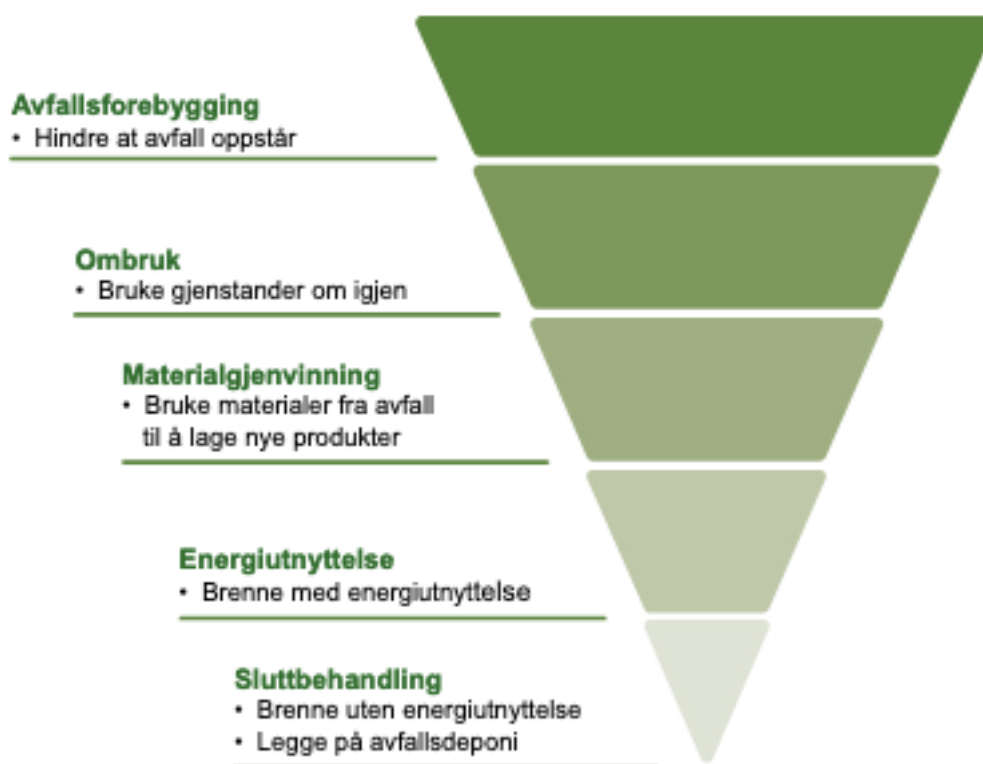 Avfallsforebygging
• Hindre at avfall oppstår
Ombruk
• Bruke gjenstander om igjen
Materialgjenvinning
• Bruke materialer fra avfall
til å lage nye produkter
Energiutnyttelse
• Brenne med energiutnyttelse
Sluttbehandling
• Brenne uten energiutnyttelse
• Legge på avfallsdeponi